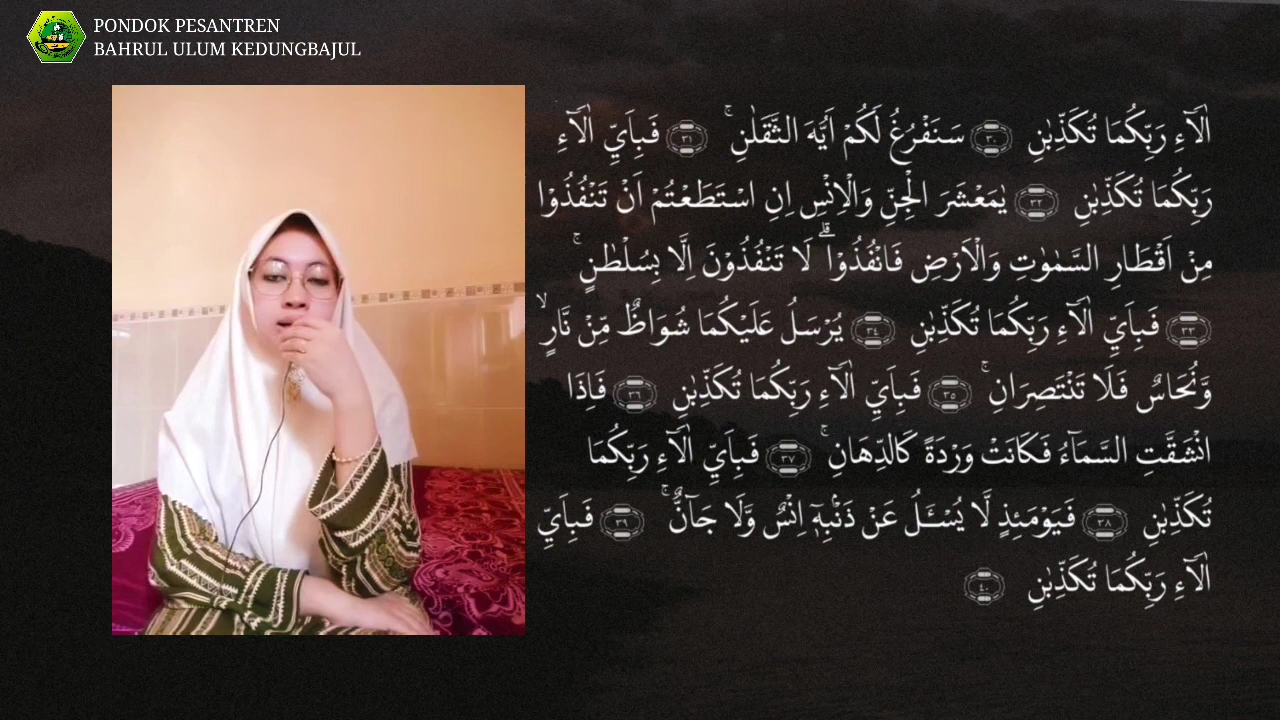 PONDOK PESANTREN
BAHRUL ULUM KEDUNGBAJUL
اٰلَاۤءِ رَبِّكُمَا تُكَذِّبٰنِ ٣٠ سَنَفْرُغُ لَكُمْ اَيُّهَ الثَّقَلٰنِۚ ٣١ فَبِاَيِّ اٰلَاۤءِ
رَبِّكُمَا تُكَذِّبٰنِ ٣٢ يٰمَعْشَرَ الْجِنِّ وَالْاِنْسِ اِنِ اسْتَطَعْتُمْ اَنْ تَنْفُذُوْا
مِنْ اَقْطَارِ السَّمٰوٰتِ وَالْاَرْضِ فَانْفُذُوْاۗ لَا تَنْفُذُوْنَ اِلَّا بِسُلْطٰنٍۚ
٣٣ فَبِاَيِّ اٰلَاۤءِ رَبِّكُمَا تُكَذِّبٰنِ ٣٤ يُرْسَلُ عَلَيْكُمَا شُوَاظٌ مِّنْ نَّارٍۙ
وَّنُحَاسٌ فَلَا تَنْتَصِرَانِۚ ٣٥ فَبِاَيِّ اٰلَاۤءِ رَبِّكُمَا تُكَذِّبٰنِ ٣٦ فَاِذَا
انْشَقَّتِ السَّمَاۤءُ فَكَانَتْ وَرْدَةً كَالدِّهَانِۚ ٣٧ فَبِاَيِّ اٰلَاۤءِ رَبِّكُمَا
تُكَذِّبٰنِ ٣٨ فَيَوْمَىِٕذٍ لَّا يُسْـَٔلُ عَنْ ذَنْۢبِهٖٓ اِنْسٌ وَّلَا جَاۤنٌّۚ ٣٩ فَبِاَيِّ
اٰلَاۤءِ رَبِّكُمَا تُكَذِّبٰنِ ٤٠